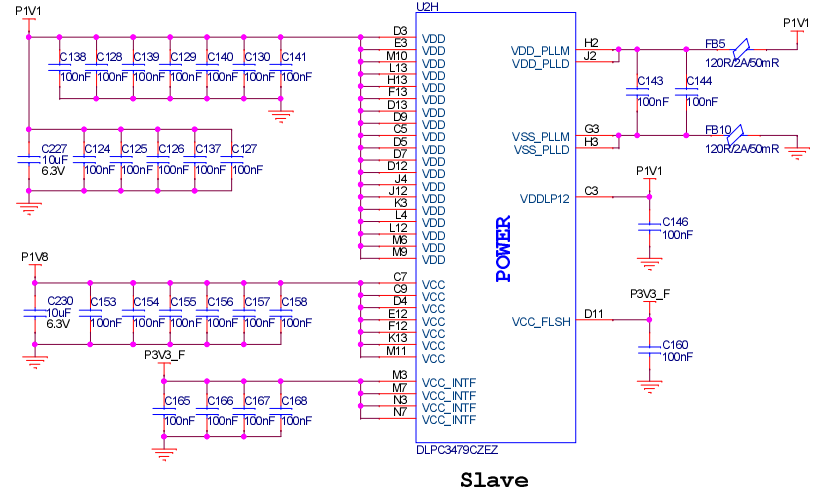 U2H
P1V1
C138 C128 C139 C129 C140 C130 C141
100nF 100nF 100nF 100nF 100nF 100nF 100nF
C227 C124 C125 C126 C137 C127
10uF 100nF 100nF 100nF 100nF 100nF
6.3V
D3 VDD
E3 VDD
M10 VDD
L13 VDD
H13 VDD
F13 VDD
D13 VDD
D9 VDD
C5 VDD
D5 VDD
D7 VDD
D12 VDD
J4 VDD
J12 VDD
K3 VDD
L4 VDD
L12 VDD
M6 VDD
M9 VDD
P1V8
C230 C153 C154 C155 C156 C157 C158
10uF 100nF 100nF 100nF 100nF 100nF 100nF
6.3V
C7 VCC
C9 VCC
D4 VCC
E12 VCC
F12 VCC
K13 VCC
M11 VCC
P3V3_F
C165 C166 C167 C168
100nF 100nF 100nF 100nF
M3 VCC_INTF
M7 VCC_INTF
N3 VCC_INTF
N7 VCC_INTF
POWER
VDD_PLLM H2
VDD_PLLD J2
FB5
120R/2A/50mR
P1V1
C143 C144
100nF 100nF
VSS_PLLM G3
VSS_PLLD H3
FB10
120R/2A/50mR
P1V1
VDDLP12 C3
C146
100nF
P3V3_F
VCC_FLSH D11
C160
100nF
DLPC3479CZEZ
Slave